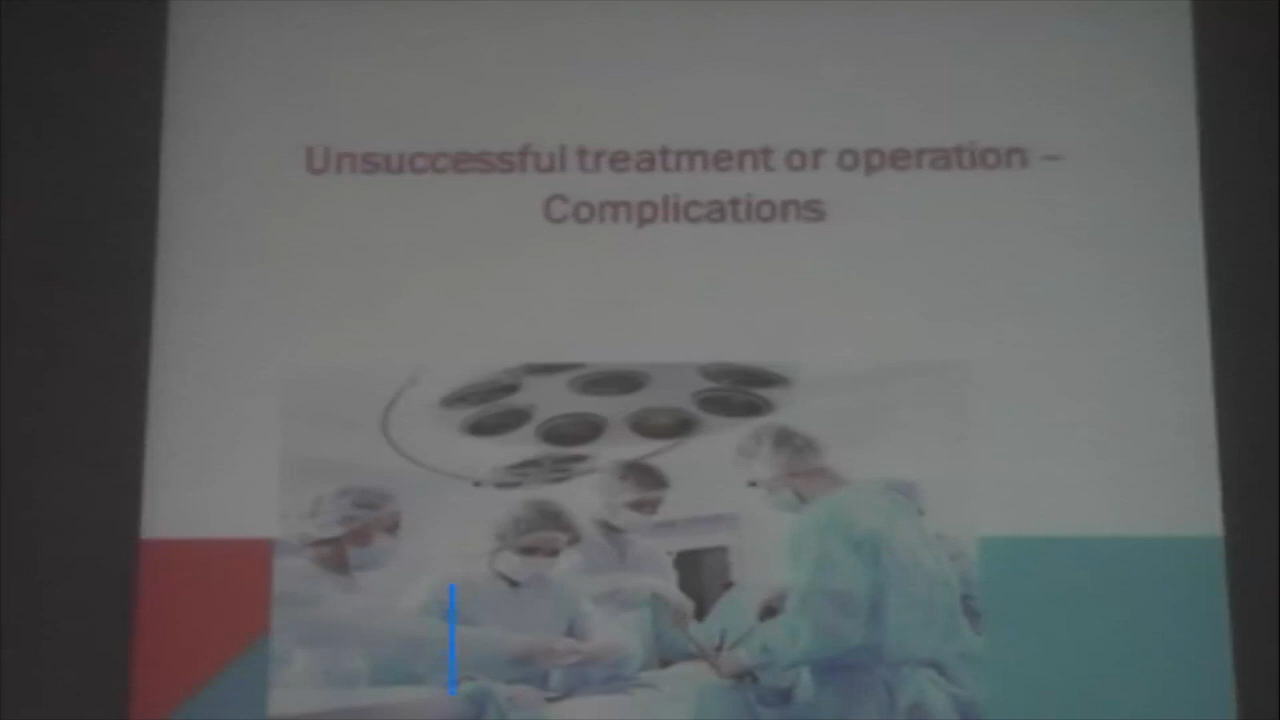 Unsuccessful treatment or operation –
Complications